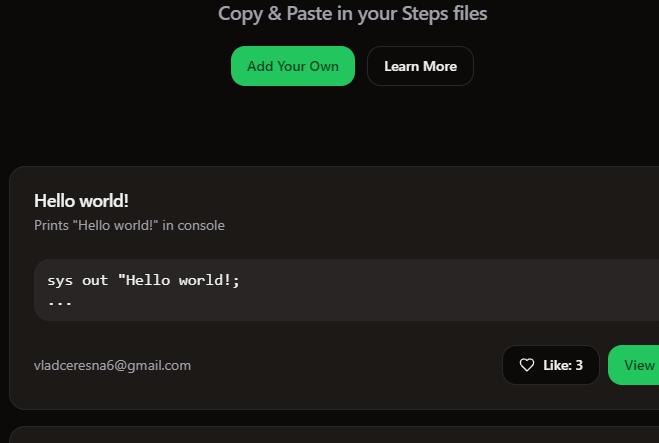 Copy & Paste in your Steps files
Add Your Own
Learn More
Hello world!
Prints "Hello world!" in console
sys out "Hello world!;
...
vladceresna6@gmail.com
Like: 3
View